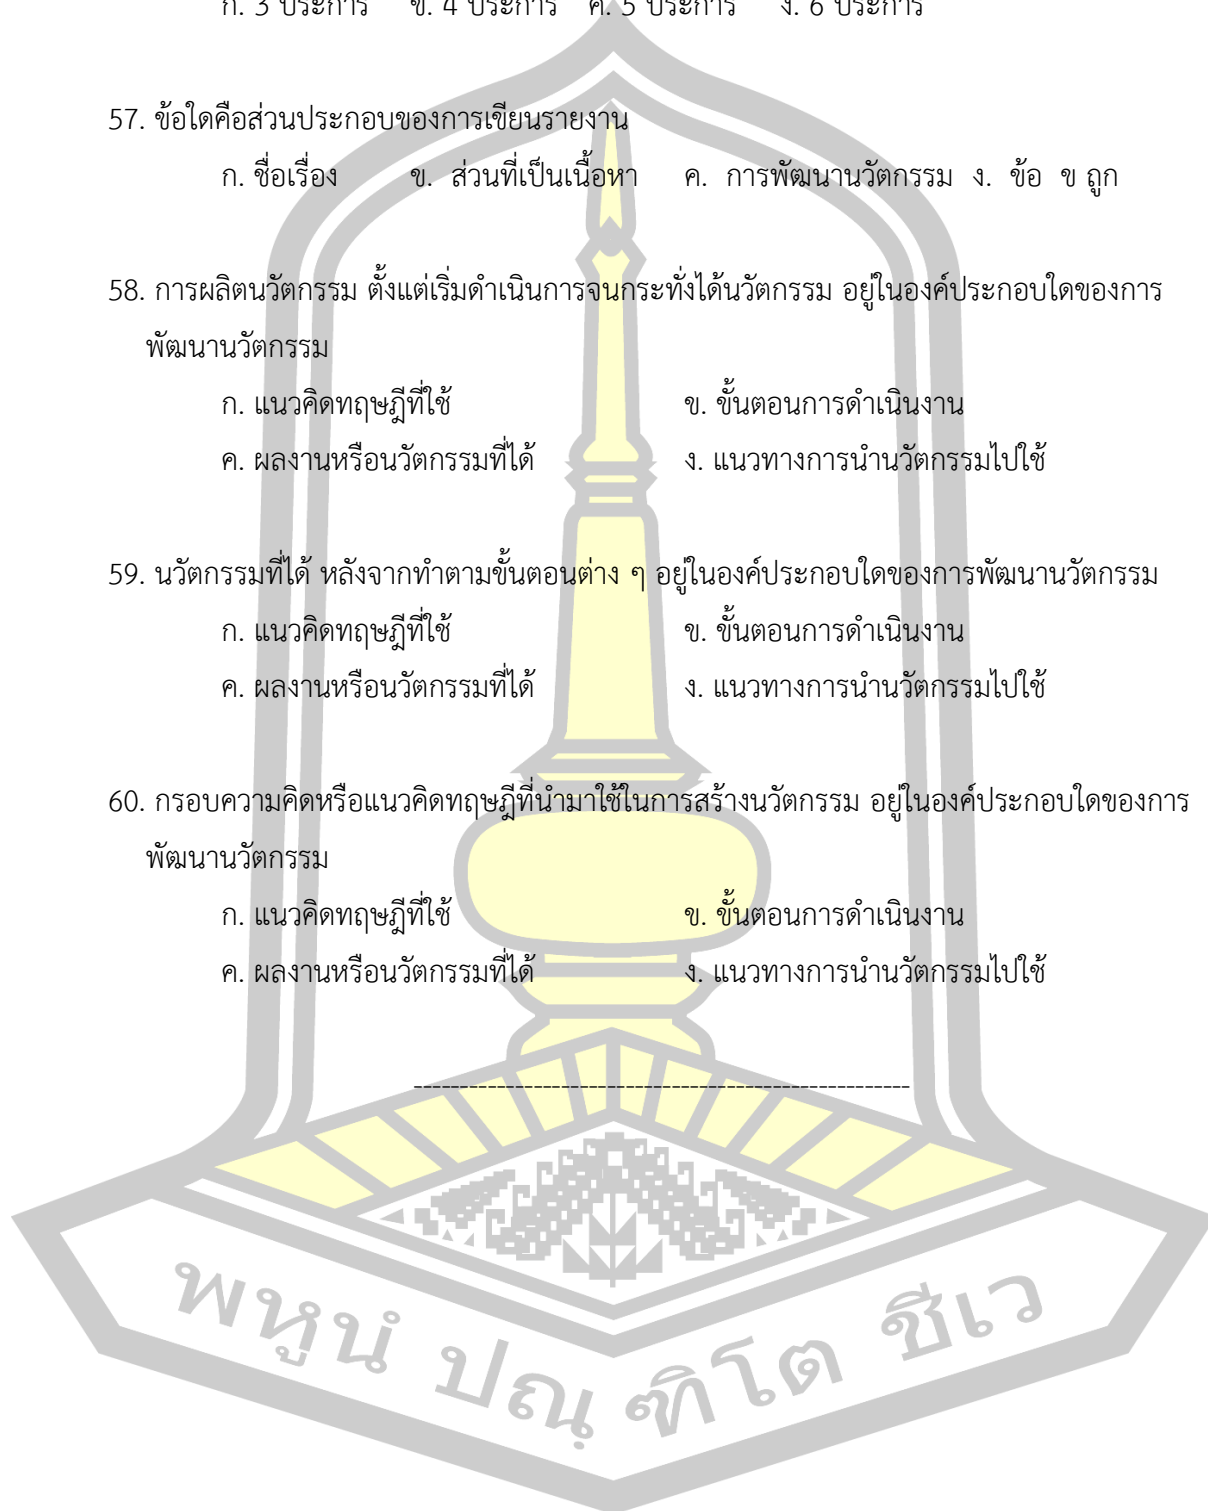 ก. 3 ประการ ข. 4 ประการ ค. 5 ประการ ง. 6 ประการ
57. ข้อใดคือส่วนประกอบของการเขียนรายงาน
ก. ชื่อเรื่อง ข. ส่วนที่เป็นเนื้อหา ค. การพัฒนานวัตกรรม ง. ข้อ ข ถูก
58. การผลิตนวัตกรรม ตั้งแต่เริ่มดำเนินการจนกระทั่งได้นวัตกรรม อยู่ในองค์ประกอบใดของการ
พัฒนานวัตกรรม
ก. แนวคิดทฤษฎีที่ใช้ ข. ขั้นตอนการดำเนินงาน
ค. ผลงานหรือนวัตกรรมที่ได้ ง. แนวทางการนำนวัตกรรมไปใช้
59. นวัตกรรมที่ได้ หลังจากทำตามขั้นตอนต่าง ๆ อยู่ในองค์ประกอบใดของการพัฒนานวัตกรรม
ก. แนวคิดทฤษฎีที่ใช้ ข. ขั้นตอนการดำเนินงาน
ค. ผลงานหรือนวัตกรรมที่ได้ ง. แนวทางการนำนวัตกรรมไปใช้
60. กรอบความคิดหรือแนวคิดทฤษฎีที่นำมาใช้ในการสร้างนวัตกรรม อยู่ในองค์ประกอบใดของการ
พัฒนานวัตกรรม
ก. แนวคิดทฤษฎีที่ใช้ ข. ขั้นตอนการดำเนินงาน
ค. ผลงานหรือนวัตกรรมที่ได้ ง. แนวทางการนำนวัตกรรมไปใช้
-------------------------------------------------------
พหูนํ ปณฺฑิโต ชีเว